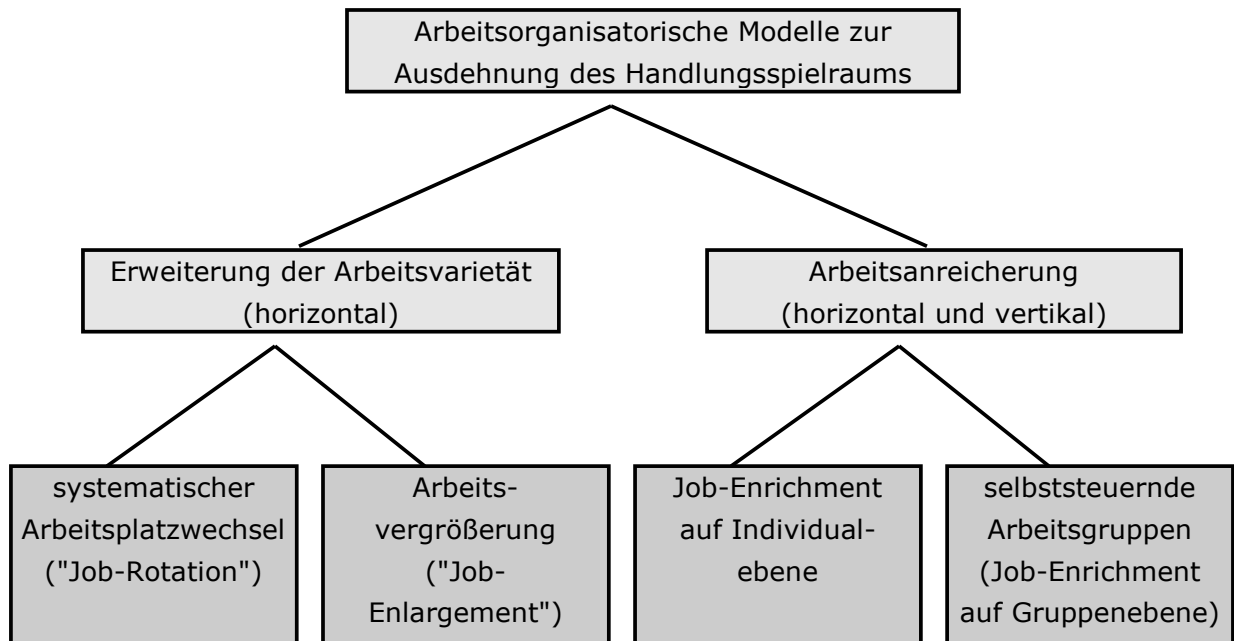 Arbeitsorganisatorische Modelle zur
Ausdehnung des Handlungsspielraums
Erweiterung der Arbeitsvarietät
(horizontal)
Arbeitsanreicherung
(horizontal und vertikal)
systematischer
Arbeitsplatzwechsel
("Job-Rotation")
Arbeits-
vergrößerung
("Job-
Enlargement")
Job-Enrichment
auf Individual-
ebene
selbststeuernde
Arbeitsgruppen
(Job-Enrichment
auf Gruppenebene)